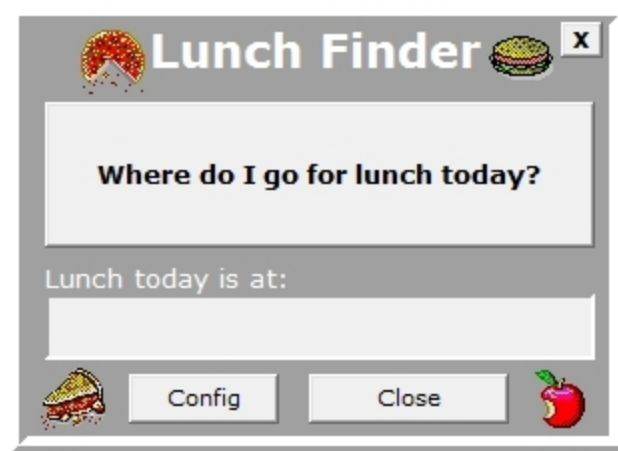 Lunch Finder
X
Where do I go for lunch today?
Lunch today is at:
Config
Close